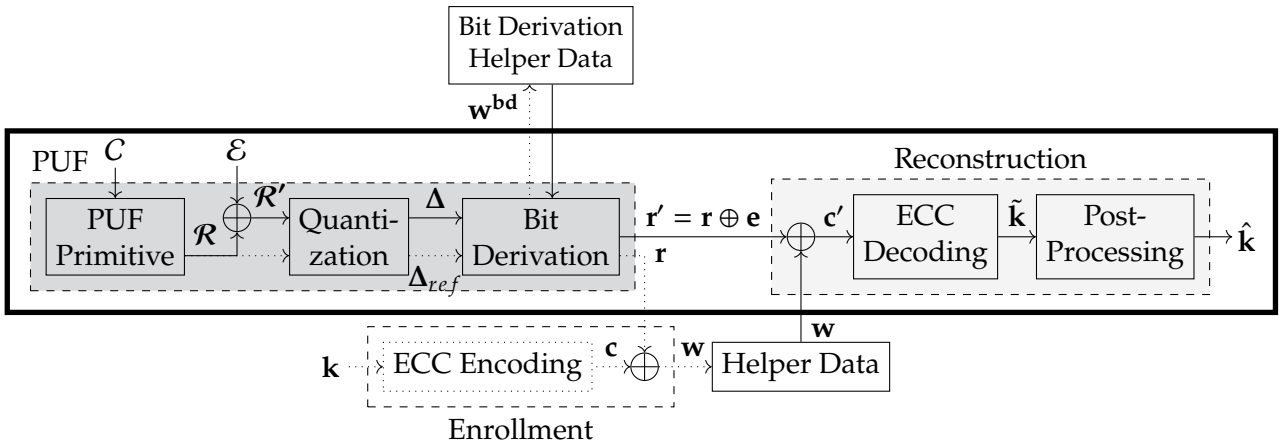 Bit Derivation
Helper Data
w^bd
PUF
C
E
Reconstruction
PUF
Primitive
R
R'
Quanti-
zation
Δ
Δ_ref
Bit
Derivation
r' = r ⊕ e
r
c'
ECC
Decoding
k̃
Post-
Processing
k̂
k
ECC Encoding
c
w
Helper Data
w
Enrollment